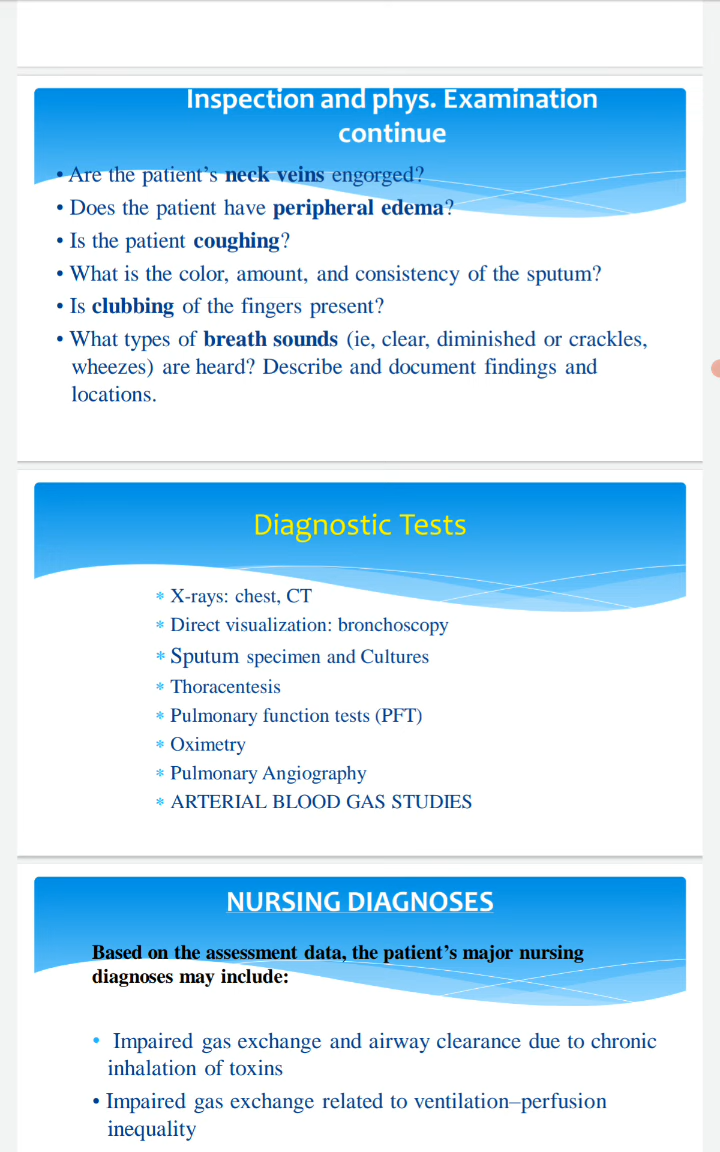 Inspection and phys. Examination
continue
• Are the patient's neck veins engorged?
• Does the patient have peripheral edema?
• Is the patient coughing?
• What is the color, amount, and consistency of the sputum?
• Is clubbing of the fingers present?
• What types of breath sounds (ie, clear, diminished or crackles,
wheezes) are heard? Describe and document findings and
locations.
Diagnostic Tests
* X-rays: chest, CT
* Direct visualization: bronchoscopy
* Sputum specimen and Cultures
* Thoracentesis
* Pulmonary function tests (PFT)
* Oximetry
* Pulmonary Angiography
* ARTERIAL BLOOD GAS STUDIES
NURSING DIAGNOSES
Based on the assessment data, the patient's major nursing
diagnoses may include:
• Impaired gas exchange and airway clearance due to chronic
inhalation of toxins
• Impaired gas exchange related to ventilation–perfusion
inequality